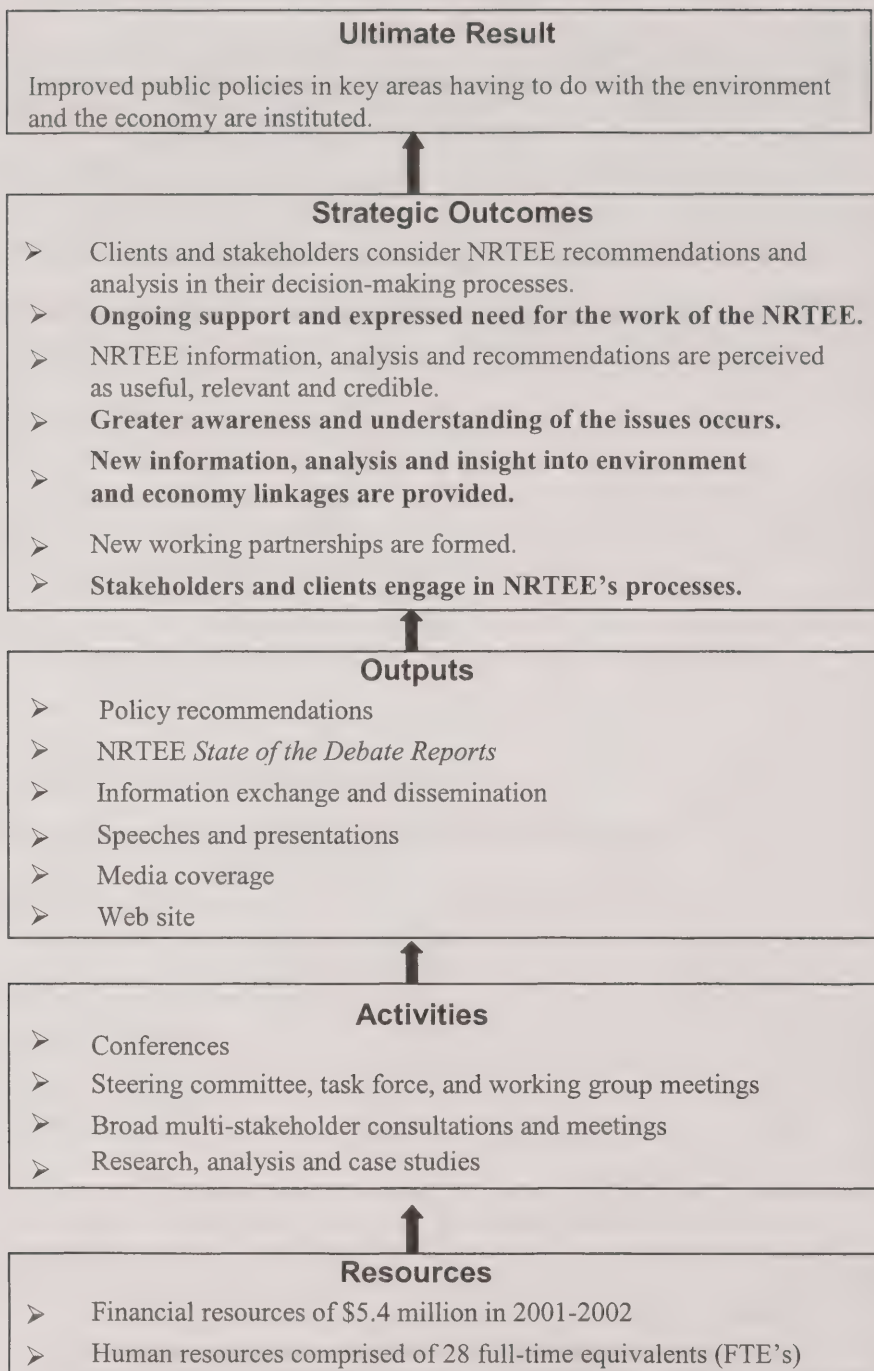 Ultimate Result
Improved public policies in key areas having to do with the environment
and the economy are instituted.
Strategic Outcomes
➢ Clients and stakeholders consider NRTEE recommendations and
analysis in their decision-making processes.
➢ Ongoing support and expressed need for the work of the NRTEE.
➢ NRTEE information, analysis and recommendations are perceived
as useful, relevant and credible.
➢ Greater awareness and understanding of the issues occurs.
➢ New information, analysis and insight into environment
and economy linkages are provided.
➢ New working partnerships are formed.
➢ Stakeholders and clients engage in NRTEE's processes.
Outputs
➢ Policy recommendations
➢ NRTEE State of the Debate Reports
➢ Information exchange and dissemination
➢ Speeches and presentations
➢ Media coverage
➢ Web site
Activities
➢ Conferences
➢ Steering committee, task force, and working group meetings
➢ Broad multi-stakeholder consultations and meetings
➢ Research, analysis and case studies
Resources
➢ Financial resources of $5.4 million in 2001-2002
➢ Human resources comprised of 28 full-time equivalents (FTE's)